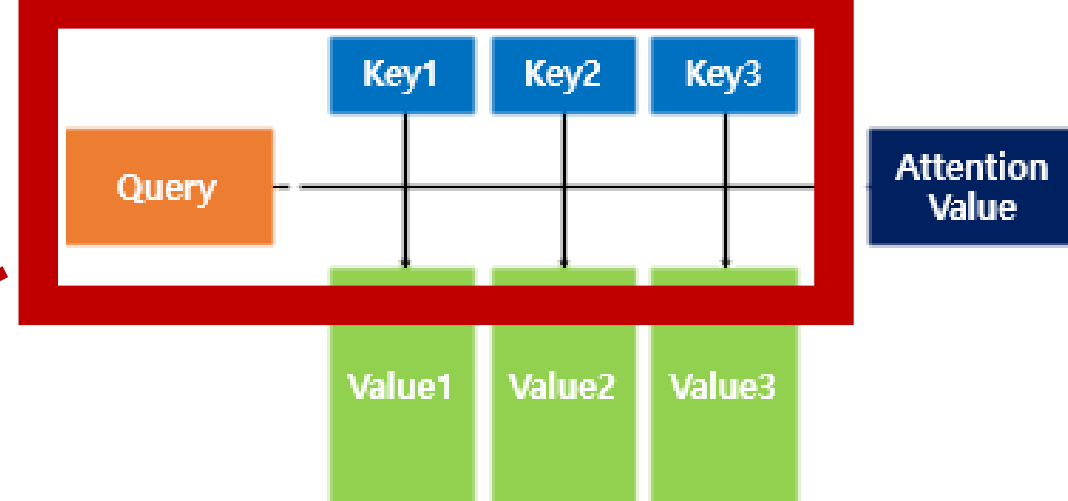 Key1
Key2
Key3
Query
Attention
Value
Value1
Value2
Value3